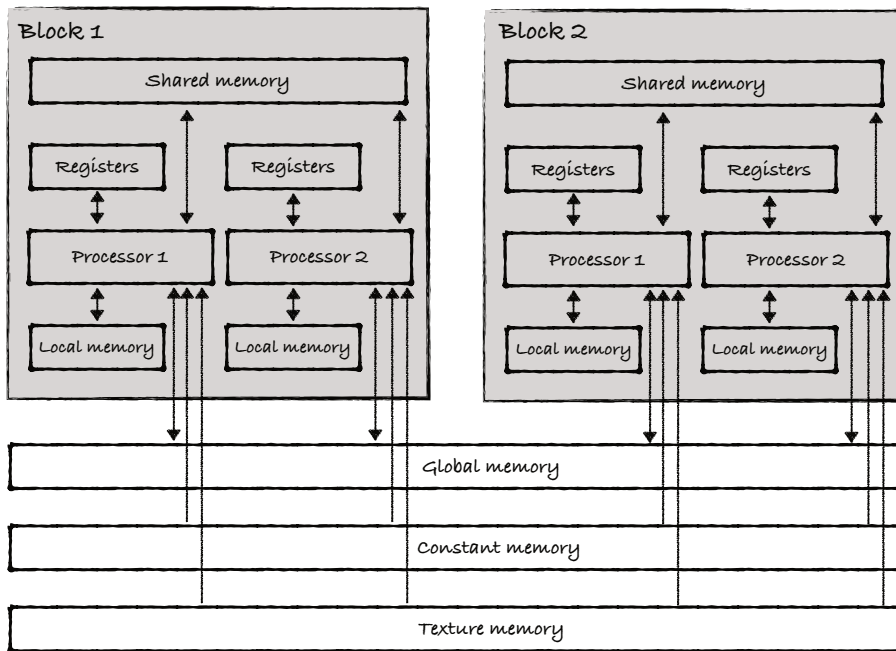 Block 1
Block 2
Shared memory
Shared memory
Registers
Registers
Registers
Registers
Processor 1
Processor 2
Processor 1
Processor 2
Local memory
Local memory
Local memory
Local memory
Global memory
Constant memory
Texture memory